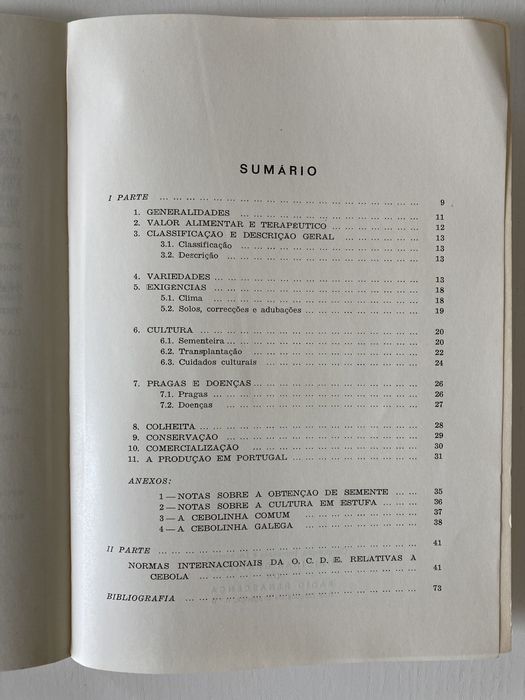 SUMÁRIO
I PARTE ... ... ... ... ... ... ... ... ... ... ... ... ... ... 9
1. GENERALIDADES ... ... ... ... ... ... ... ... ... ... 11
2. VALOR ALIMENTAR E TERAPEUTICO ... ... ... ... ... 12
3. CLASSIFICAÇÃO E DESCRIÇÃO GERAL ... ... ... ... ... 13
3.1. Classificação ... ... ... ... ... ... ... ... ... ... 13
3.2. Descrição ... ... ... ... ... ... ... ... ... ... ... 13
4. VARIEDADES ... ... ... ... ... ... ... ... ... ... ... 13
5. EXIGENCIAS ... ... ... ... ... ... ... ... ... ... ... 18
5.1. Clima ... ... ... ... ... ... ... ... ... ... ... 18
5.2. Solos, correcções e adubações ... ... ... ... ... ... 19
6. CULTURA ... ... ... ... ... ... ... ... ... ... ... ... 20
6.1. Sementeira ... ... ... ... ... ... ... ... ... ... 20
6.2. Transplantação ... ... ... ... ... ... ... ... ... 22
6.3. Cuidados culturais ... ... ... ... ... ... ... ... 24
7. PRAGAS E DOENÇAS ... ... ... ... ... ... ... ... ... 26
7.1. Pragas ... ... ... ... ... ... ... ... ... ... ... 26
7.2. Doenças ... ... ... ... ... ... ... ... ... ... ... 27
8. COLHEITA ... ... ... ... ... ... ... ... ... ... ... ... 28
9. CONSERVAÇÃO ... ... ... ... ... ... ... ... ... ... ... 29
10. COMERCIALIZAÇÃO ... ... ... ... ... ... ... ... ... 30
11. A PRODUÇÃO EM PORTUGAL ... ... ... ... ... ... ... 31
ANEXOS:
1 — NOTAS SOBRE A OBTENÇÃO DE SEMENTE ... ... 35
2 — NOTAS SOBRE A CULTURA EM ESTUFA ... ... ... 36
3 — A CEBOLINHA COMUM ... ... ... ... ... ... ... 37
4 — A CEBOLINHA GALEGA ... ... ... ... ... ... ... 38
II PARTE ... ... ... ... ... ... ... ... ... ... ... ... ... ... 41
NORMAS INTERNACIONAIS DA O. C. D. E. RELATIVAS A
CEBOLA ... ... ... ... ... ... ... ... ... ... ... ... 41
BIBLIOGRAFIA ... ... ... ... ... ... ... ... ... ... ... ... 73